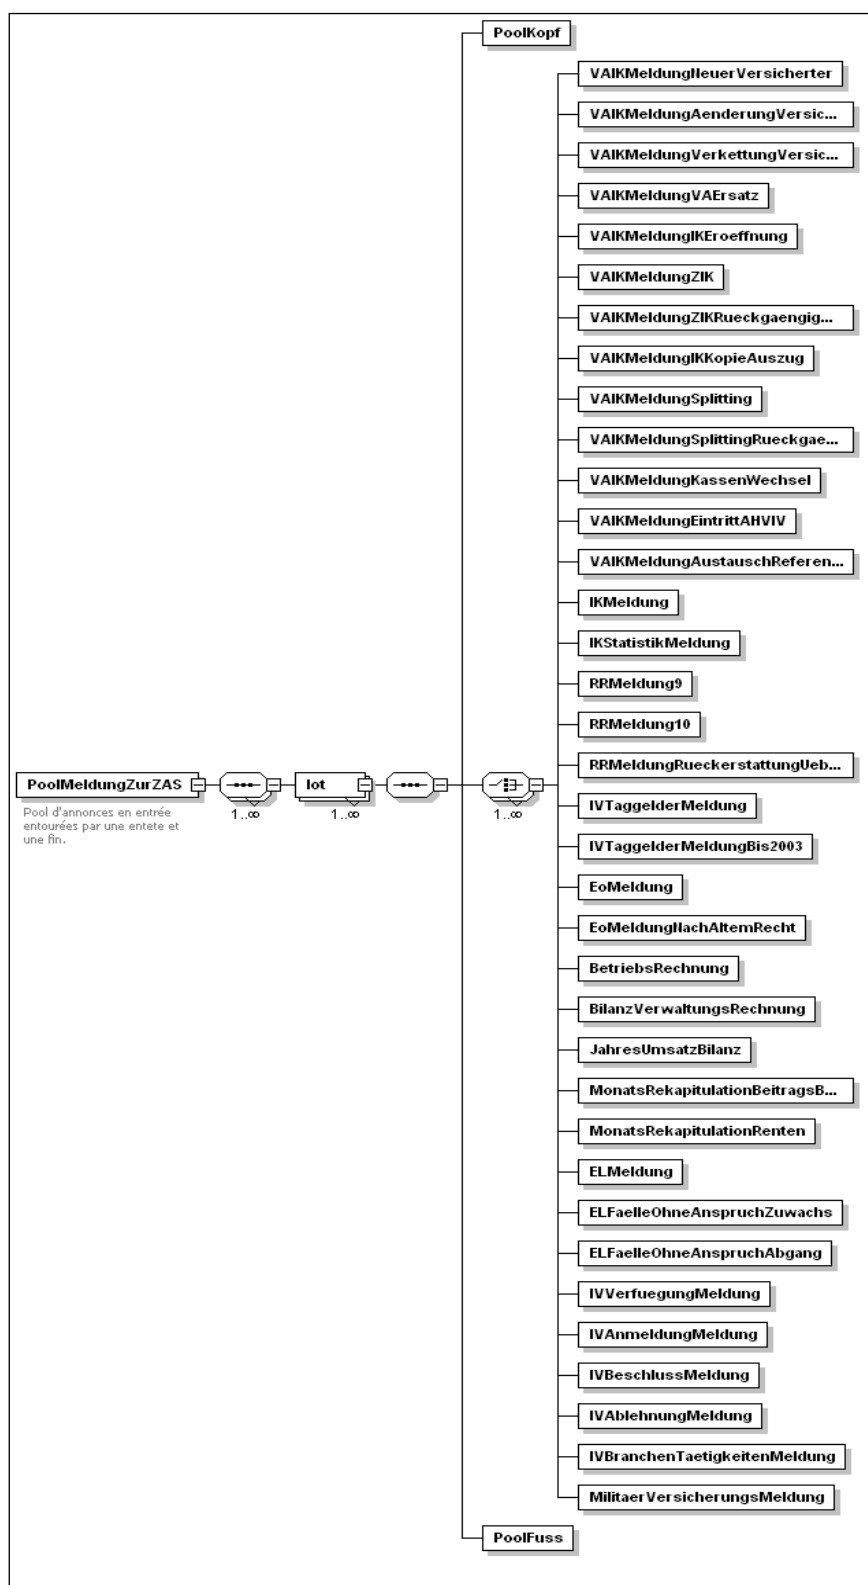 PoolKopf
VAIKMeldungNeuerVersicherter
VAIKMeldungAenderungVersic...
VAIKMeldungVerkettungVersic...
VAIKMeldungVAErsatz
VAIKMeldungIKEroeffnung
VAIKMeldungZIK
VAIKMeldungZIKRueckgaengig...
VAIKMeldungIKKopieAuszug
VAIKMeldungSplitting
VAIKMeldungSplittingRueckgae...
VAIKMeldungKassenWechsel
VAIKMeldungEintrittAHVIV
VAIKMeldungAustauschReferen...
IKMeldung
IKStatistikMeldung
RRMeldung9
RRMeldung10
RRMeldungRueckerstattungUeb...
PoolMeldungZurZAS
lot
Pool d'annonces en entrée
entourées par une entete et
une fin.
1..∞
1..∞
1..∞
IVTaggelderMeldung
IVTaggelderMeldungBis2003
EoMeldung
EoMeldungNachAltemRecht
BetriebsRechnung
BilanzVerwaltungsRechnung
JahresUmsatzBilanz
MonatsRekapitulationBeitragsB...
MonatsRekapitulationRenten
ELMeldung
ELFaelleOhneAnspruchZuwachs
ELFaelleOhneAnspruchAbgang
IVVerfuegungMeldung
IVAnmeldungMeldung
IVBeschlussMeldung
IVAblehnungMeldung
IVBranchenTaetigkeitenMeldung
MilitaerVersicherungsMeldung
PoolFuss